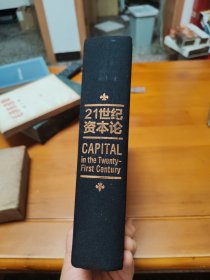 21世纪
资本论
CAPITAL
in the Twenty-
First Century